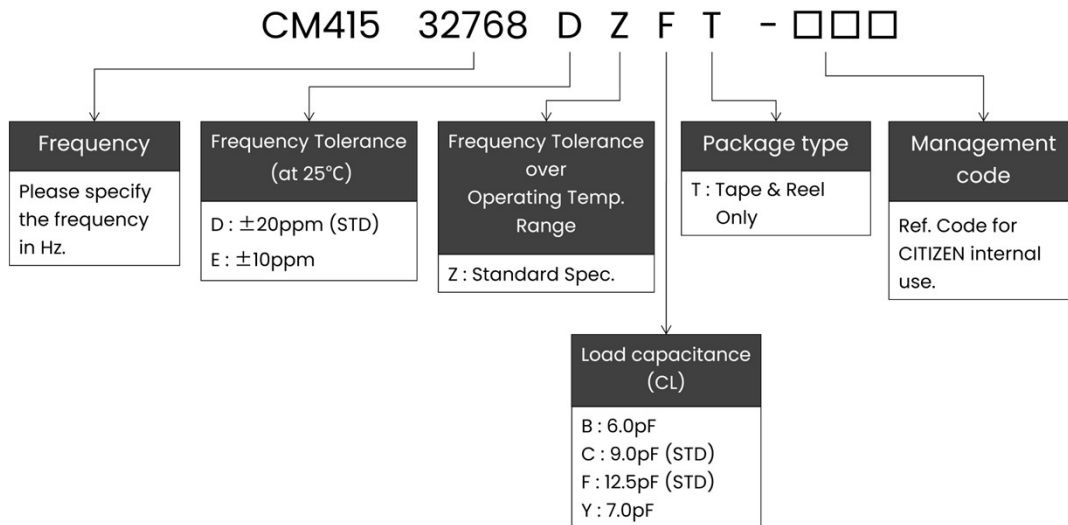 CM415 32768 D Z F T - □□□
Frequency
Please specify
the frequency
in Hz.
Frequency Tolerance
(at 25℃)
D : ±20ppm (STD)
E : ±10ppm
Frequency Tolerance
over
Operating Temp.
Range
Z : Standard Spec.
Package type
T : Tape & Reel
Only
Management
code
Ref. Code for
CITIZEN internal
use.
Load capacitance
(CL)
B : 6.0pF
C : 9.0pF (STD)
F : 12.5pF (STD)
Y : 7.0pF